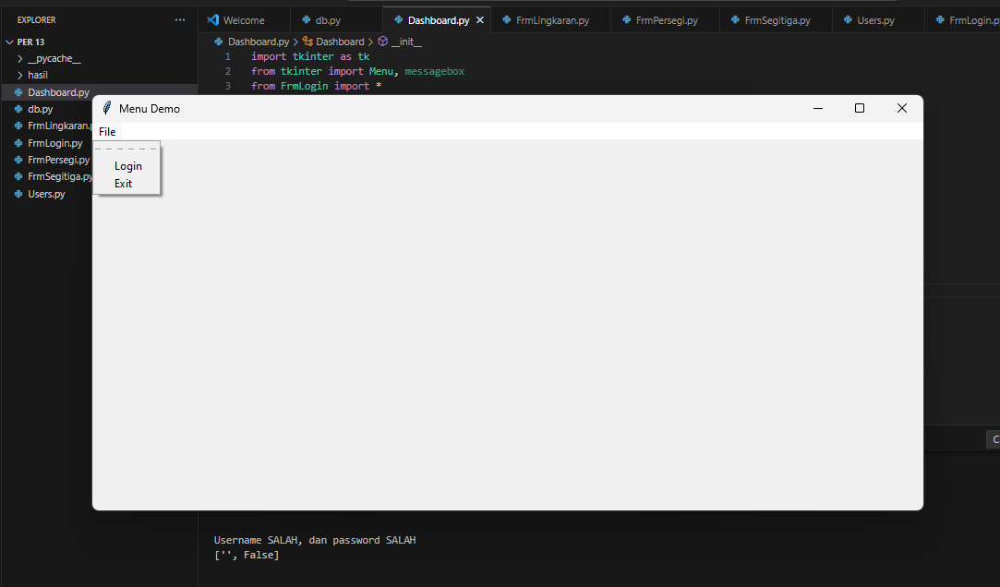 EXPLORER ...
Welcome db.py Dashboard.py FrmLingkaran.py FrmPersegi.py FrmSegitiga.py Users.py FrmLogin.py
PER 13
__pycache__
hasil
Dashboard.py
db.py
FrmLingkaran.
FrmLogin.py
FrmPersegi.py
FrmSegitiga.py
Users.py
Dashboard.py > Dashboard > __init__
1 import tkinter as tk
2 from tkinter import Menu, messagebox
3 from FrmLogin import *
Menu Demo
File
Login
Exit
Username SALAH, dan password SALAH
['', False]